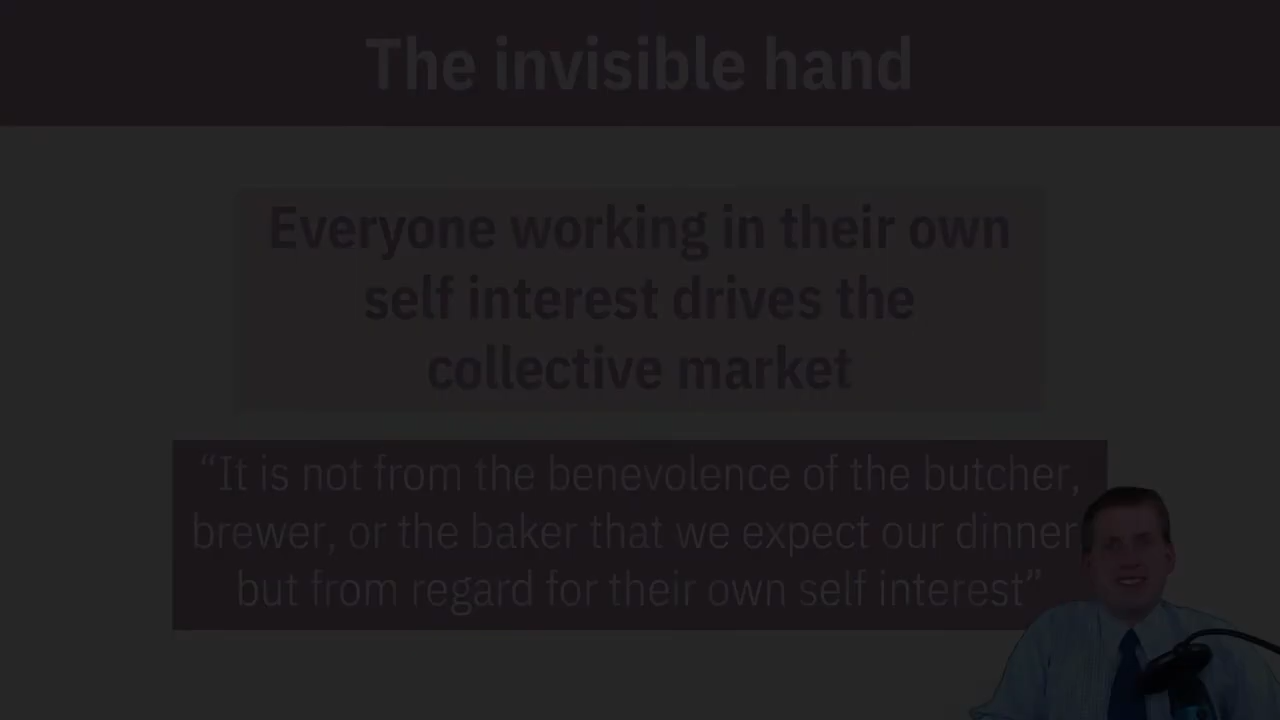 The invisible hand
Everyone working in their own
self interest drives the
collective market
“It is not from the benevolence of the butcher,
brewer, or the baker that we expect our dinner
but from regard for their own self interest”